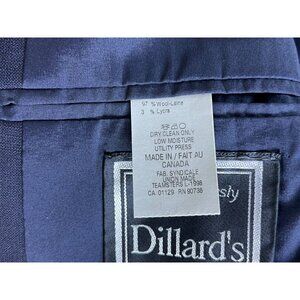 97 % Wool-Laine
3 % Lycra
DRY CLEAN ONLY
LOW MOISTURE
UTILITY PRESS
MADE IN / FAIT AU
CANADA
FAB. SYNDICALE
UNION MADE
TEAMSTERS L-1998
CA 01129 RN 90738
Dillard's